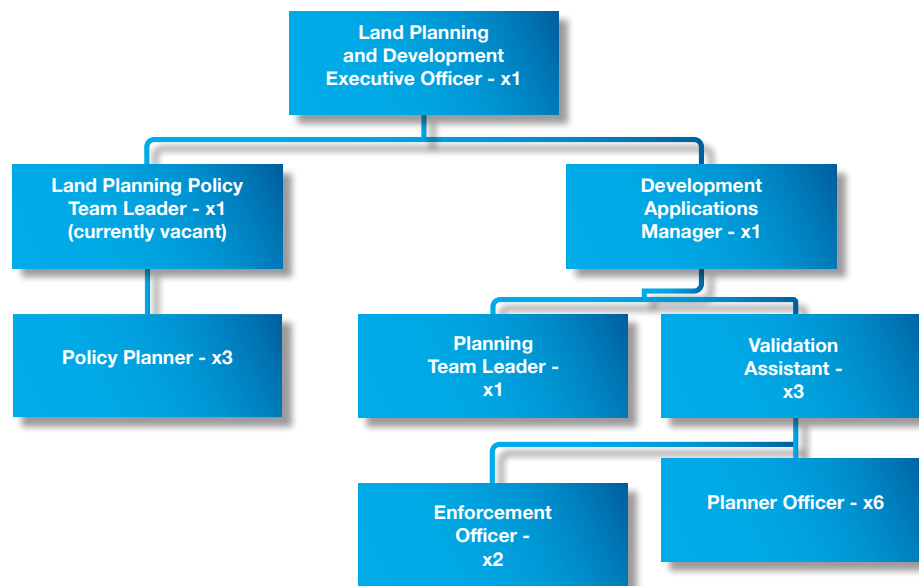 Land Planning
and Development
Executive Officer - x1
Land Planning Policy
Team Leader - x1
(currently vacant)
Development
Applications
Manager - x1
Policy Planner - x3
Planning
Team Leader -
x1
Validation
Assistant -
x3
Enforcement
Officer -
x2
Planner Officer - x6